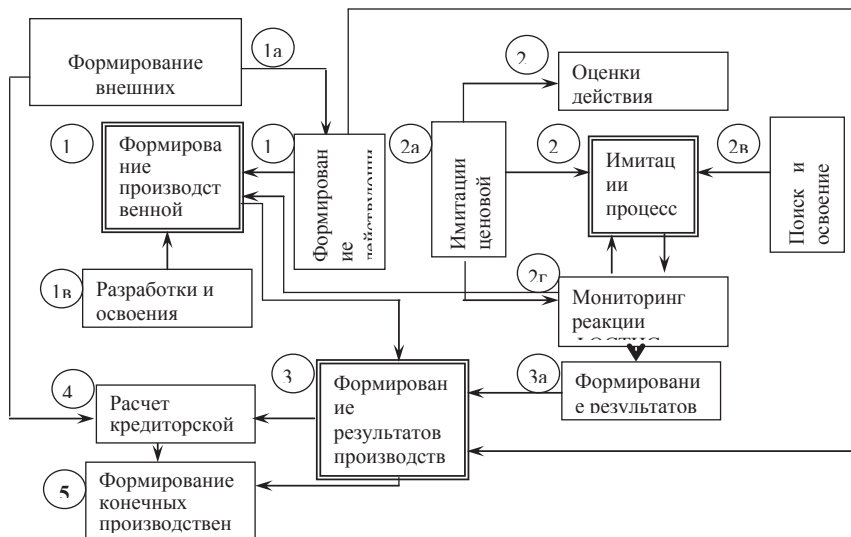 1а
Формирование
внешних
2
Оценки
действия
1
Формирова
ние
производст
венной
1
Формирован
ие
2а
Имитации
ценовой
2
Имитац
ии
процесс
2в
Поиск и
освоение
1в
Разработки и
освоения
2г
Мониторинг
реакции
3
Формирован
ие
результатов
производств
3а
Формировани
е результатов
4
Расчет
кредиторской
5
Формирование
конечных
производствен